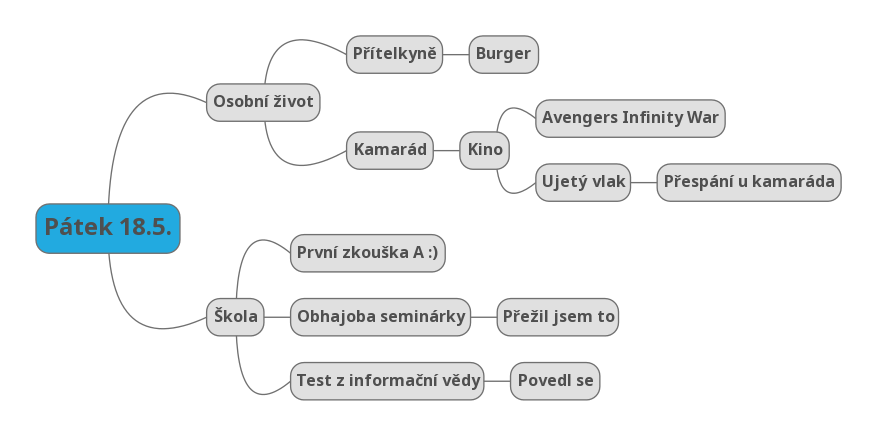 Pátek 18.5.
Osobní život
Přítelkyně
Burger
Kamarád
Kino
Avengers Infinity War
Ujetý vlak
Přespání u kamaráda
Škola
První zkouška A :)
Obhajoba seminárky
Přežil jsem to
Test z informační vědy
Povedl se